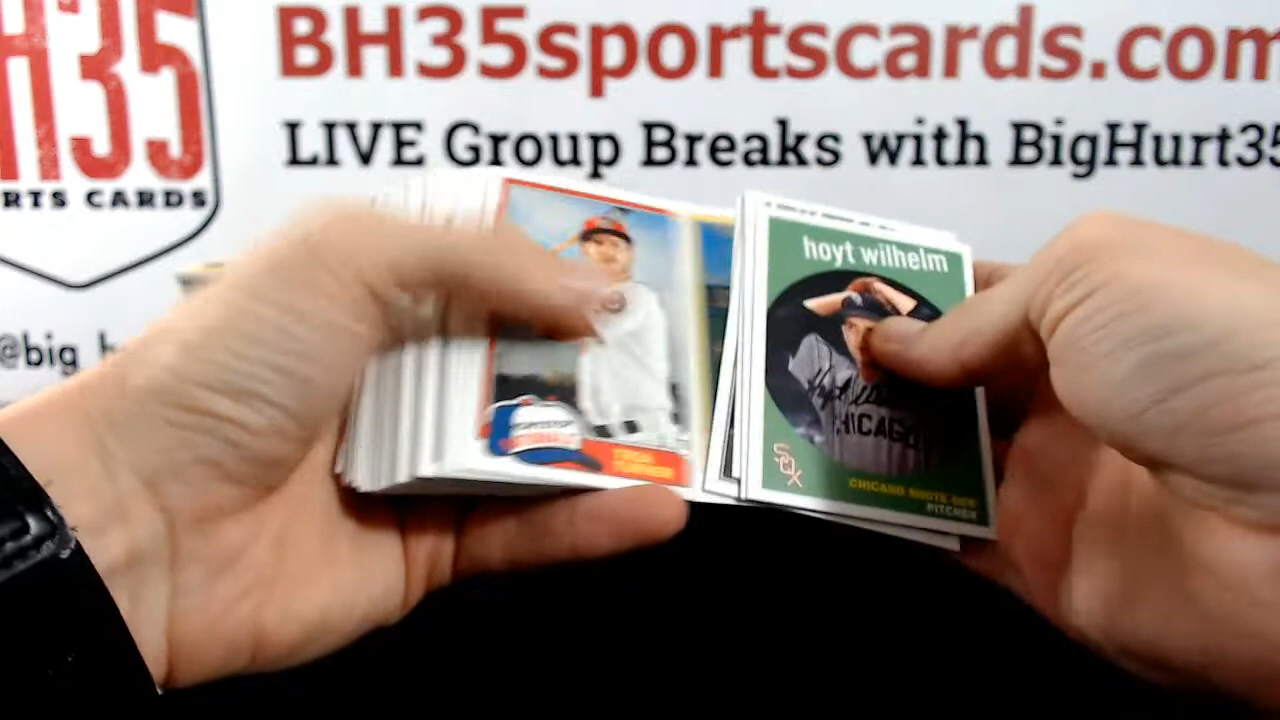 H35
RTS CARDS
BH35sportscards.com
LIVE Group Breaks with BigHurt35
@big
hoyt wilhelm
CHICAGO
SOX
CHICAGO WHITE SOX
PITCHER